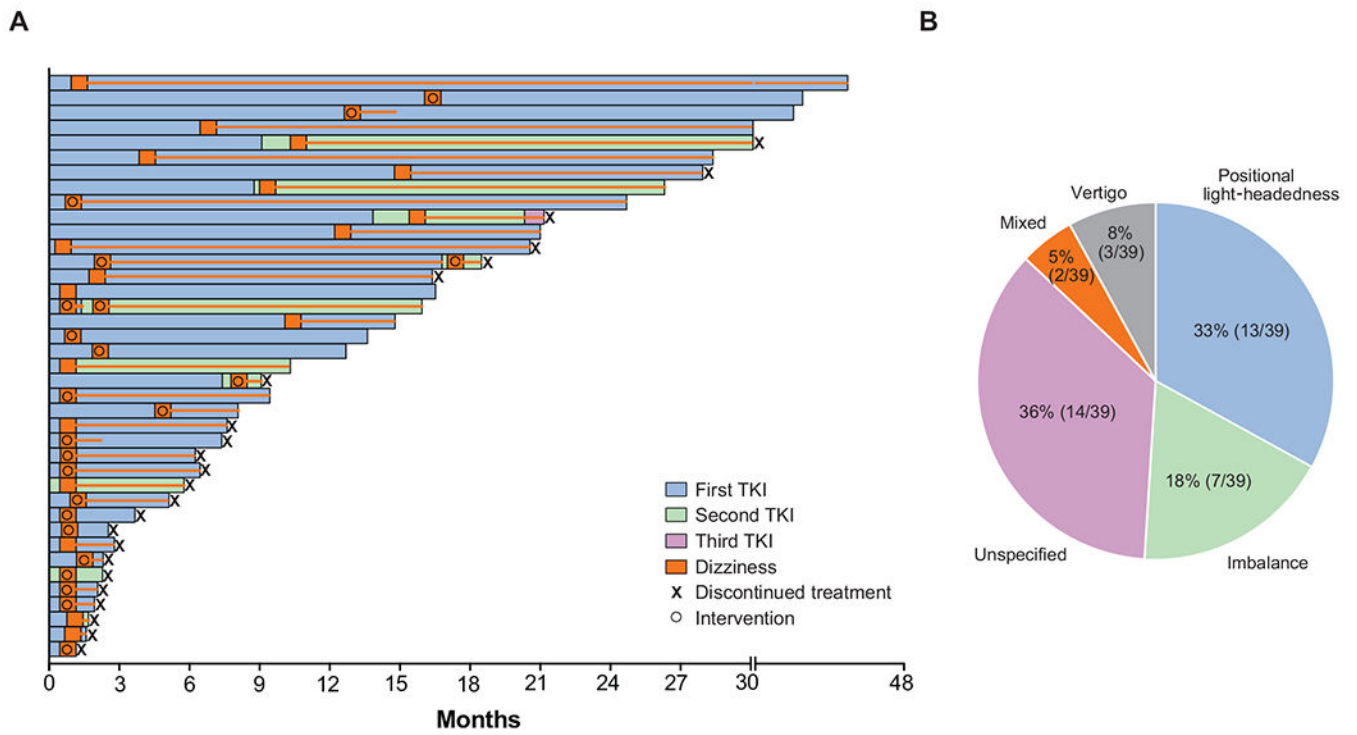 A
First TKI
Second TKI
Third TKI
Dizziness
X Discontinued treatment
Intervention
0 3 6 9 12 15 18 21 24 27 30 48
Months
B
Positional
light-headedness
Vertigo
Mixed
8%
(3/39)
5%
(2/39)
33% (13/39)
36% (14/39)
18% (7/39)
Unspecified
Imbalance